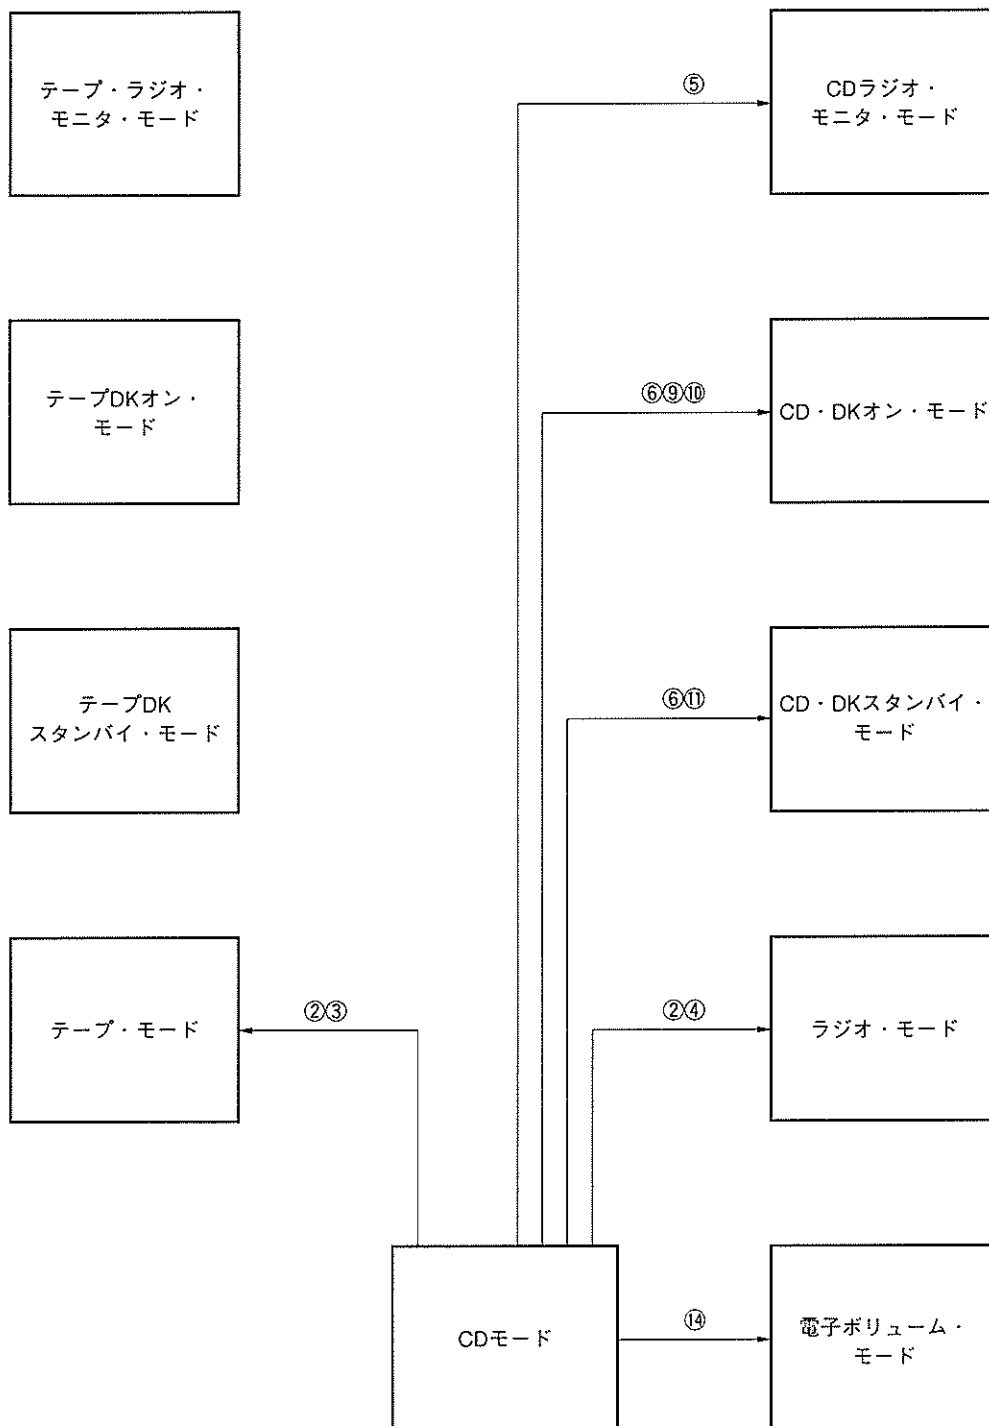 テープ・ラジオ・
モニタ・モード
⑤
CDラジオ・
モニタ・モード
テープDKオン・
モード
⑥⑨⑩
CD・DKオン・モード
テープDK
スタンバイ・モード
⑥⑪
CD・DKスタンバイ・
モード
テープ・モード
②③
②④
ラジオ・モード
CDモード
⑭
電子ボリューム・
モード